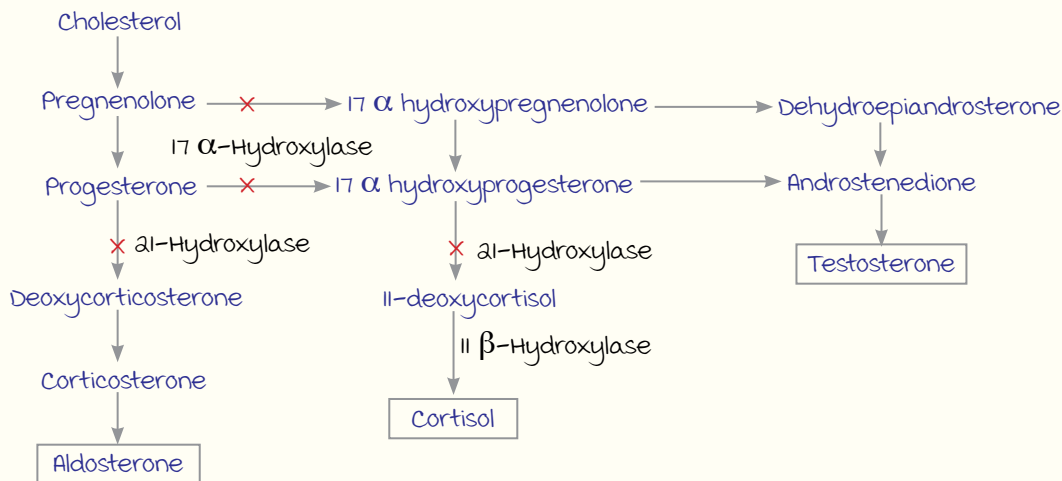 Cholesterol
Pregnenolone
17 α hydroxypregnenolone
Dehydroepiandrosterone
17 α-Hydroxylase
Progesterone
17 α hydroxyprogesterone
Androstenedione
21-Hydroxylase
21-Hydroxylase
Testosterone
Deoxycorticosterone
11-deoxycortisol
11 β-Hydroxylase
Corticosterone
Cortisol
Aldosterone